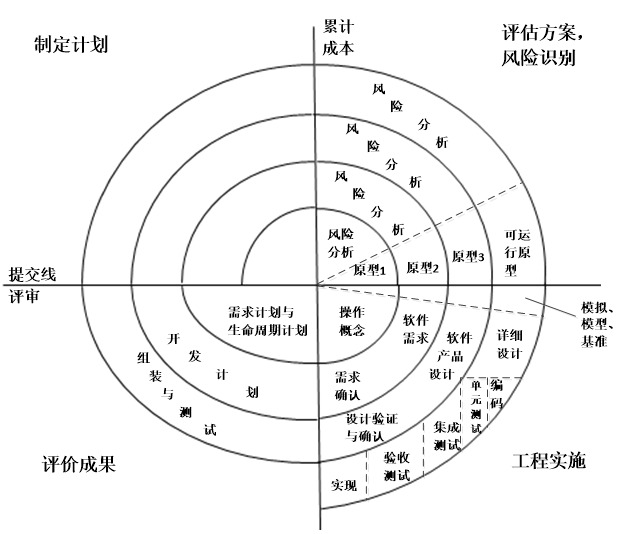 制定计划
累计
成本
评估方案，
风险识别
风险分析
风险分析
风险分析
风险
分析
原型1
原型2
原型3
可运
行原
型
提交线
评审
需求计划与
生命周期计划
操作
概念
软件
需求
软件
产品
设计
详细
设计
模拟、
模型、
基准
开发计划
组装与测试
需求
确认
设计验证
与确认
单元测试
编码
集成
测试
验收
测试
实现
评价成果
工程实施